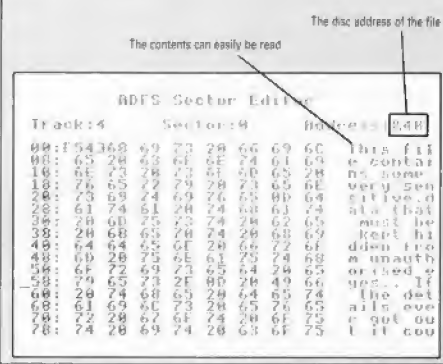 The disc address of the file
The contents can easily be read
ADFS Sector Editor
Track:4 Sector:0 Address:&40
00:[54]68 69 73 20 66 69 6C This fil
08: 65 20 63 6F 6E 74 61 69 e contai
10: 6E 73 20 73 6F 6D 65 20 ns some
18: 76 65 72 79 20 73 65 6E very sen
20: 73 69 74 69 76 65 0D 64 sitive.d
28: 61 74 61 20 74 68 61 74 ata that
30: 20 6D 75 73 74 20 62 65 must be
38: 20 6B 65 70 74 20 68 69 kept hi
40: 64 64 65 6E 20 66 72 6F dden fro
48: 6D 20 75 6E 61 75 74 68 m unauth
50: 6F 72 69 73 65 64 20 65 orised e
58: 79 65 73 2E 0D 20 49 66 yes.. If
60: 20 74 68 65 20 64 65 74 the det
68: 61 69 6C 73 20 65 76 65 ails eve
70: 72 20 67 6F 74 20 6F 75 r got ou
78: 74 20 69 74 20 63 6F 75 t it cou